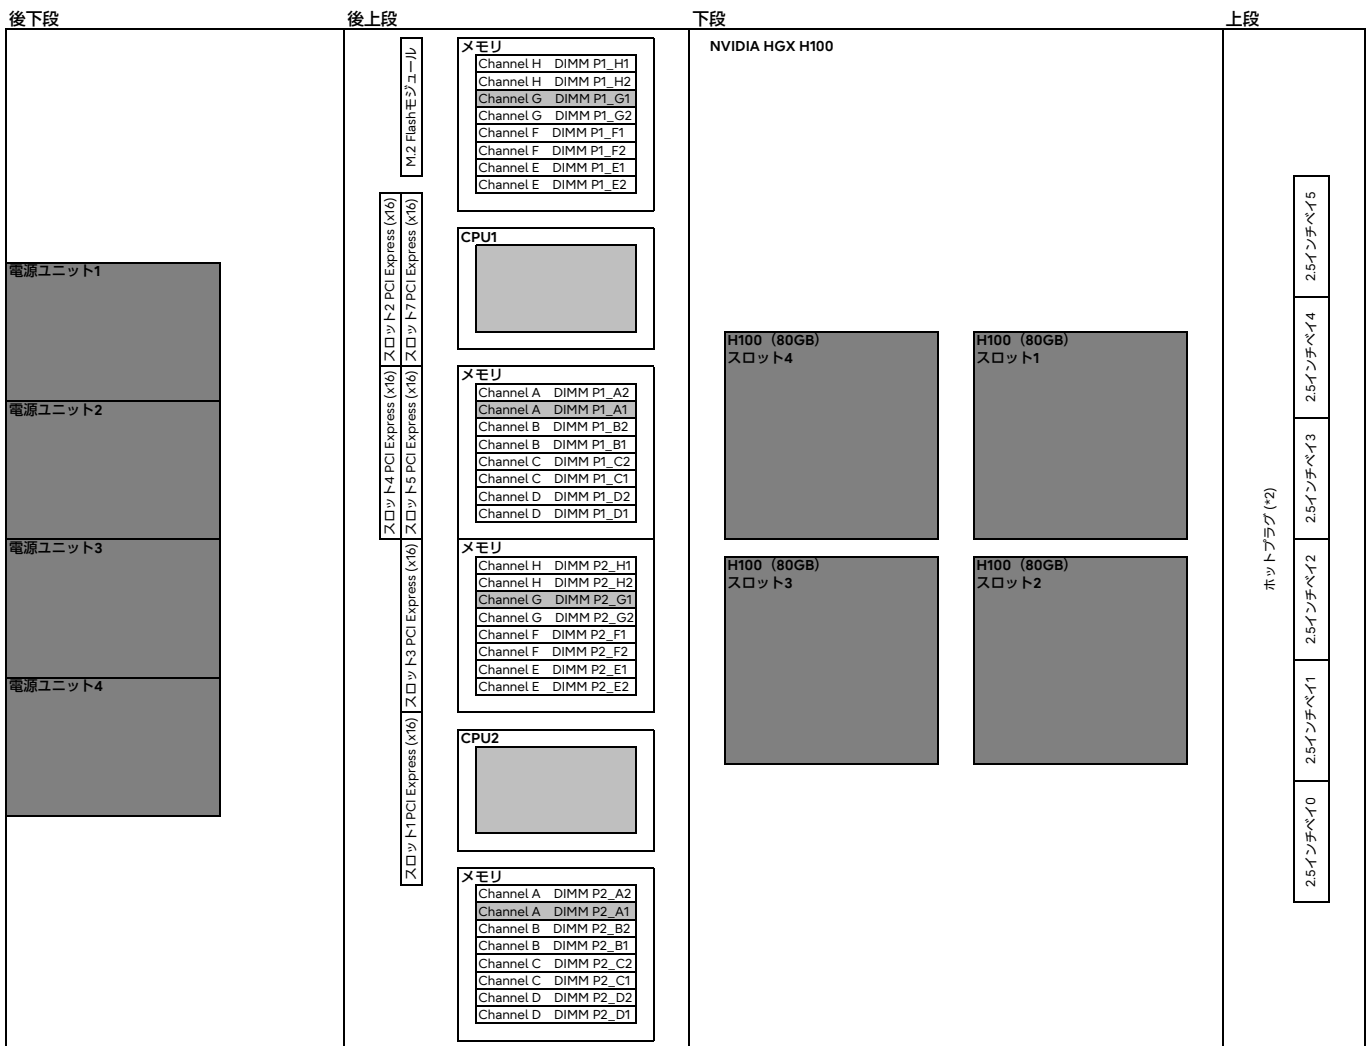 後下段
電源ユニット1
電源ユニット2
電源ユニット3
電源ユニット4
後上段
M.2 Flashモジュール
スロット2 PCI Express (x16)
スロット7 PCI Express (x16)
スロット4 PCI Express (x16)
スロット5 PCI Express (x16)
スロット3 PCI Express (x16)
スロット1 PCI Express (x16)
メモリ
Channel H DIMM P1_H1
Channel H DIMM P1_H2
Channel G DIMM P1_G1
Channel G DIMM P1_G2
Channel F DIMM P1_F1
Channel F DIMM P1_F2
Channel E DIMM P1_E1
Channel E DIMM P1_E2
CPU1
メモリ
Channel A DIMM P1_A2
Channel A DIMM P1_A1
Channel B DIMM P1_B2
Channel B DIMM P1_B1
Channel C DIMM P1_C2
Channel C DIMM P1_C1
Channel D DIMM P1_D2
Channel D DIMM P1_D1
メモリ
Channel H DIMM P2_H1
Channel H DIMM P2_H2
Channel G DIMM P2_G1
Channel G DIMM P2_G2
Channel F DIMM P2_F1
Channel F DIMM P2_F2
Channel E DIMM P2_E1
Channel E DIMM P2_E2
CPU2
メモリ
Channel A DIMM P2_A2
Channel A DIMM P2_A1
Channel B DIMM P2_B2
Channel B DIMM P2_B1
Channel C DIMM P2_C2
Channel C DIMM P2_C1
Channel D DIMM P2_D2
Channel D DIMM P2_D1
下段
NVIDIA HGX H100
H100（80GB）
スロット4
H100（80GB）
スロット1
H100（80GB）
スロット3
H100（80GB）
スロット2
上段
ホットプラグ (*2)
2.5インチベイ5
2.5インチベイ4
2.5インチベイ3
2.5インチベイ2
2.5インチベイ1
2.5インチベイ0